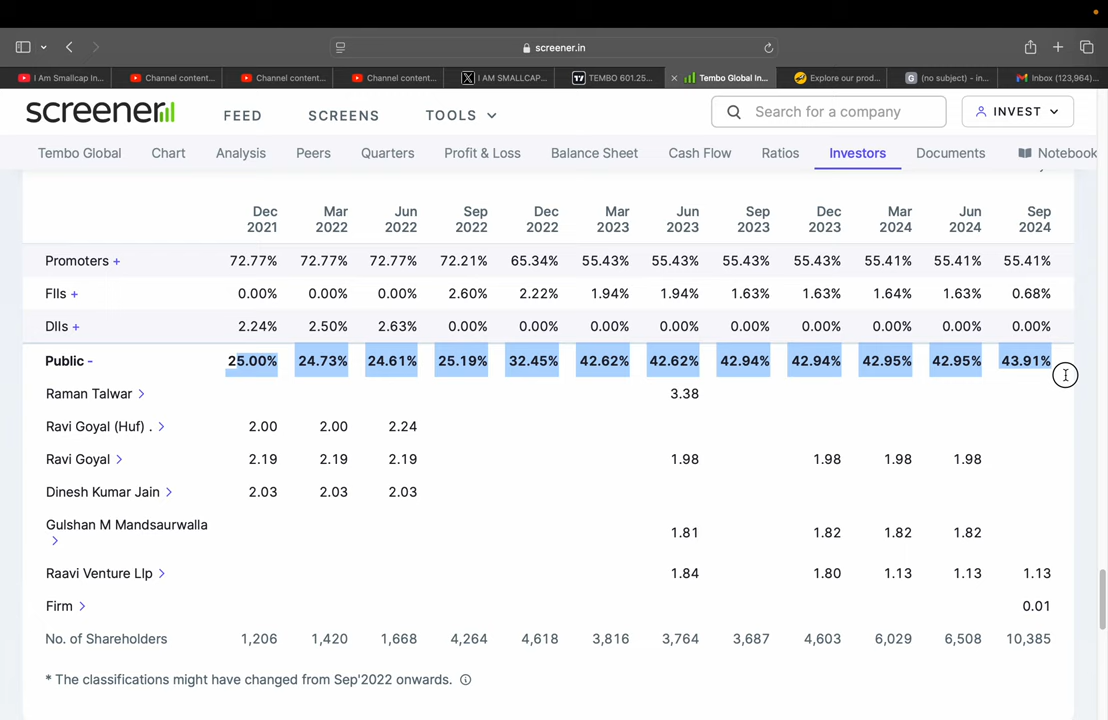 screener.in
I Am Smallcap In...
Channel content...
Channel content...
Channel content...
I AM SMALLCAP...
TEMBO 601.25...
Tembo Global In...
Explore our prod...
(no subject) - in...
Inbox (123,964)...
screener
FEED SCREENS TOOLS
Search for a company
INVEST
Tembo Global Chart Analysis Peers Quarters Profit & Loss Balance Sheet Cash Flow Ratios Investors Documents Notebook
Dec 2021 Mar 2022 Jun 2022 Sep 2022 Dec 2022 Mar 2023 Jun 2023 Sep 2023 Dec 2023 Mar 2024 Jun 2024 Sep 2024
Promoters + 72.77% 72.77% 72.77% 72.21% 65.34% 55.43% 55.43% 55.43% 55.43% 55.41% 55.41% 55.41%
FIIs + 0.00% 0.00% 0.00% 2.60% 2.22% 1.94% 1.94% 1.63% 1.63% 1.64% 1.63% 0.68%
DIIs + 2.24% 2.50% 2.63% 0.00% 0.00% 0.00% 0.00% 0.00% 0.00% 0.00% 0.00% 0.00%
Public - 25.00% 24.73% 24.61% 25.19% 32.45% 42.62% 42.62% 42.94% 42.94% 42.95% 42.95% 43.91%
Raman Talwar 3.38
Ravi Goyal (Huf) . 2.00 2.00 2.24
Ravi Goyal 2.19 2.19 2.19 1.98 1.98 1.98 1.98
Dinesh Kumar Jain 2.03 2.03 2.03
Gulshan M Mandsaurwalla 1.81 1.82 1.82 1.82
Raavi Venture Llp 1.84 1.80 1.13 1.13 1.13
Firm 0.01
No. of Shareholders 1,206 1,420 1,668 4,264 4,618 3,816 3,764 3,687 4,603 6,029 6,508 10,385
* The classifications might have changed from Sep'2022 onwards.